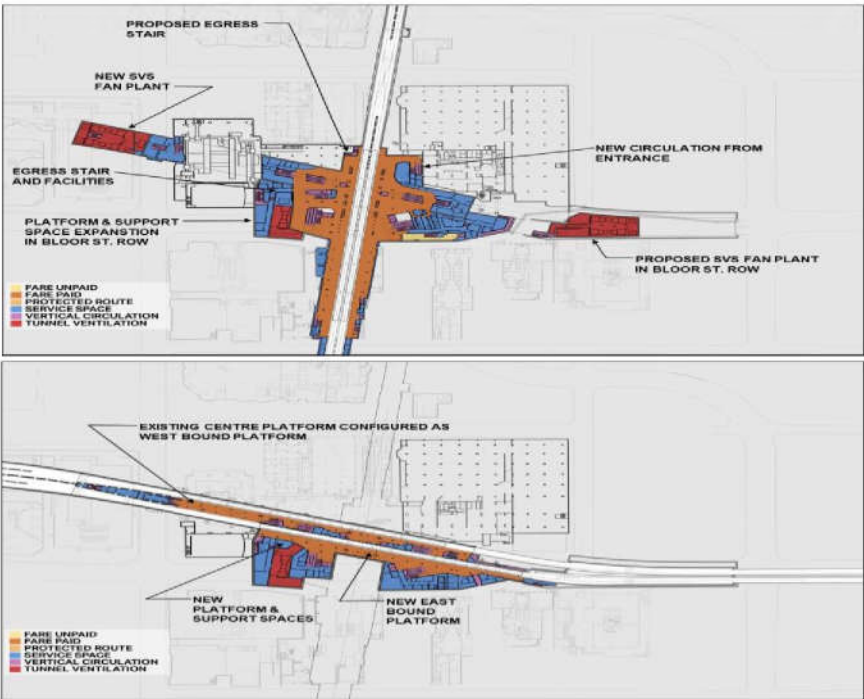 PROPOSED EGRESS
STAIR
NEW SVS
FAN PLANT
NEW CIRCULATION FROM
ENTRANCE
EGRESS STAIR
AND FACILITIES
PLATFORM & SUPPORT
SPACE EXPANSTION
IN BLOOR ST. ROW
PROPOSED SVS FAN PLANT
IN BLOOR ST. ROW
FARE UNPAID
FARE PAID
PROTECTED ROUTE
SERVICE SPACE
VERTICAL CIRCULATION
TUNNEL VENTILATION
EXISTING CENTRE PLATFORM CONFIGURED AS
WEST BOUND PLATFORM
NEW
PLATFORM &
SUPPORT SPACES
NEW EAST
BOUND
PLATFORM
FARE UNPAID
FARE PAID
PROTECTED ROUTE
SERVICE SPACE
VERTICAL CIRCULATION
TUNNEL VENTILATION